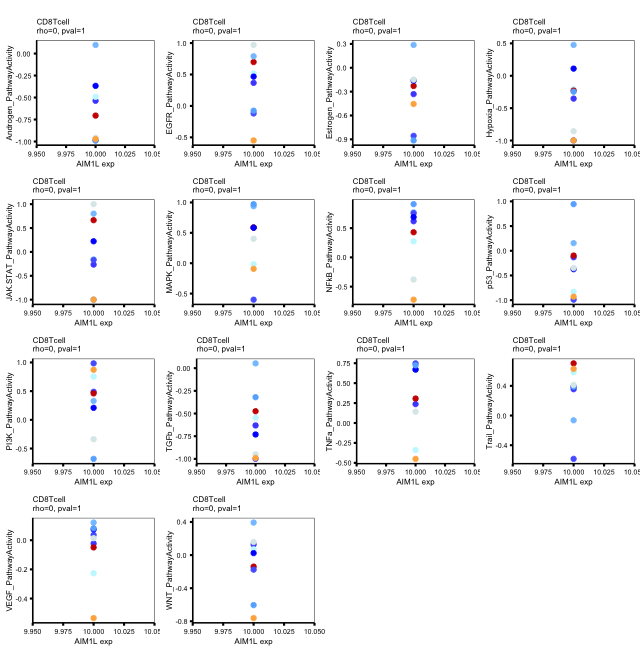 CD8Tcell
rho=0, pval=1
Androgen_PathwayActivity
0.00
-0.25
-0.50
-0.75
-1.00
9.950 9.975 10.000 10.025 10.05
AIM1L exp
CD8Tcell
rho=0, pval=1
EGFR_PathwayActivity
1.0
0.5
0.0
-0.5
9.950 9.975 10.000 10.025 10.05
AIM1L exp
CD8Tcell
rho=0, pval=1
Estrogen_PathwayActivity
0.3
0.0
-0.3
-0.6
-0.9
9.950 9.975 10.000 10.025 10.05
AIM1L exp
CD8Tcell
rho=0, pval=1
Hypoxia_PathwayActivity
0.5
0.0
-0.5
-1.0
9.950 9.975 10.000 10.025 10.05
AIM1L exp
CD8Tcell
rho=0, pval=1
JAK.STAT_PathwayActivity
1.0
0.5
0.0
-0.5
-1.0
9.950 9.975 10.000 10.025 10.05
AIM1L exp
CD8Tcell
rho=0, pval=1
MAPK_PathwayActivity
1.0
0.5
0.0
-0.5
9.950 9.975 10.000 10.025 10.05
AIM1L exp
CD8Tcell
rho=0, pval=1
NFkB_PathwayActivity
0.5
0.0
-0.5
9.950 9.975 10.000 10.025 10.05
AIM1L exp
CD8Tcell
rho=0, pval=1
p53_PathwayActivity
1.0
0.5
0.0
-0.5
-1.0
9.950 9.975 10.000 10.025 10.05
AIM1L exp
CD8Tcell
rho=0, pval=1
PI3K_PathwayActivity
1.0
0.5
0.0
-0.5
9.950 9.975 10.000 10.025 10.05
AIM1L exp
CD8Tcell
rho=0, pval=1
TGFb_PathwayActivity
0.00
-0.25
-0.50
-0.75
-1.00
9.950 9.975 10.000 10.025 10.05
AIM1L exp
CD8Tcell
rho=0, pval=1
TNFa_PathwayActivity
0.75
0.50
0.25
0.00
-0.25
-0.50
9.950 9.975 10.000 10.025 10.05
AIM1L exp
CD8Tcell
rho=0, pval=1
Trail_PathwayActivity
0.4
0.0
-0.4
9.950 9.975 10.000 10.025 10.05
AIM1L exp
CD8Tcell
rho=0, pval=1
VEGF_PathwayActivity
0.0
-0.2
-0.4
9.950 9.975 10.000 10.025 10.05
AIM1L exp
CD8Tcell
rho=0, pval=1
WNT_PathwayActivity
0.4
0.0
-0.4
-0.8
9.950 9.975 10.000 10.025 10.050
AIM1L exp